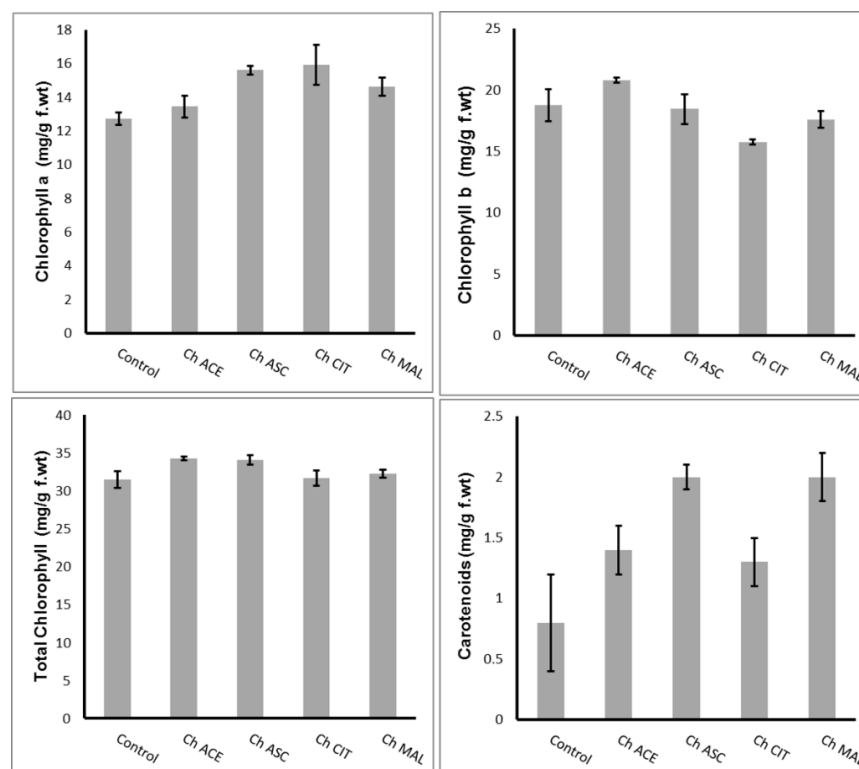 Chlorophyll a (mg/g f.wt)
18
16
14
12
10
8
6
4
2
0
Control
Ch ACE
Ch ASC
Ch CIT
Ch MAL
Chlorophyll b (mg/g f.wt)
25
20
15
10
5
0
Control
Ch ACE
Ch ASC
Ch CIT
Ch MAL
Total Chlorophyll (mg/g f.wt)
40
35
30
25
20
15
10
5
0
Control
Ch ACE
Ch ASC
Ch CIT
Ch MAL
Carotenoids (mg/g f.wt)
2.5
2
1.5
1
0.5
0
Control
Ch ACE
Ch ASC
Ch CIT
Ch MAL